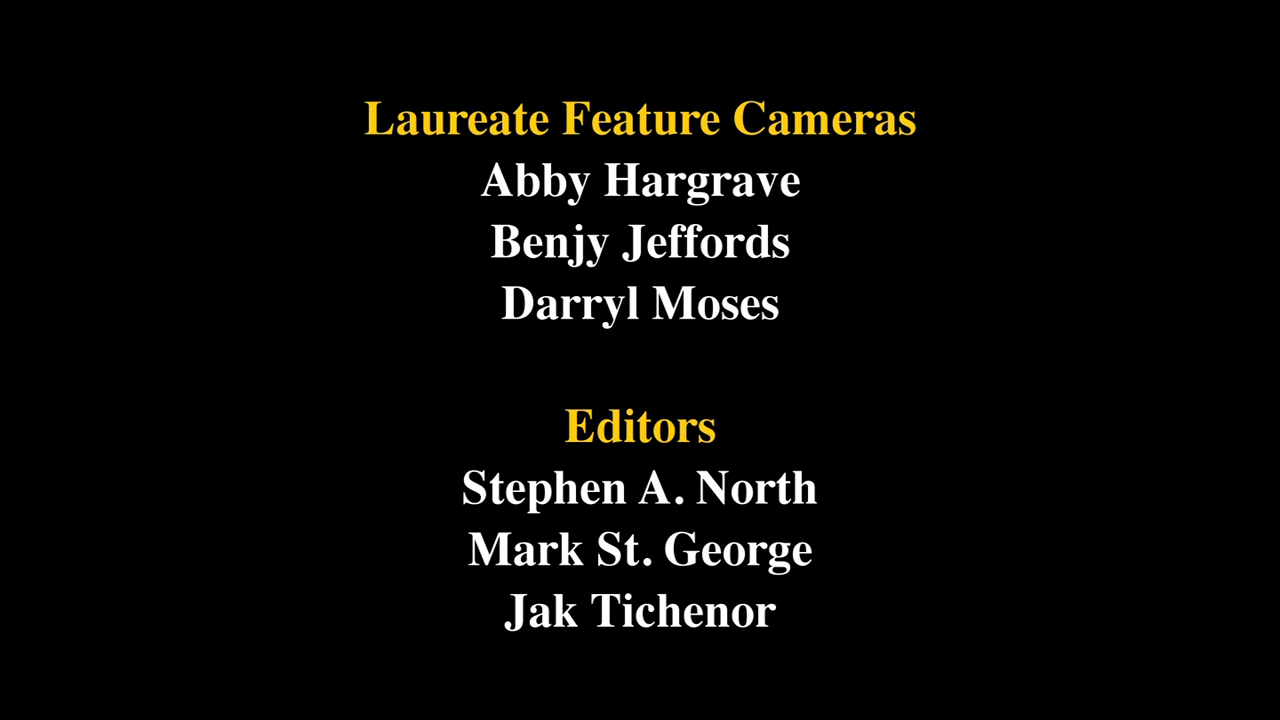 Laureate Feature Cameras
Abby Hargrave
Benjy Jeffords
Darryl Moses
Editors
Stephen A. North
Mark St. George
Jak Tichenor